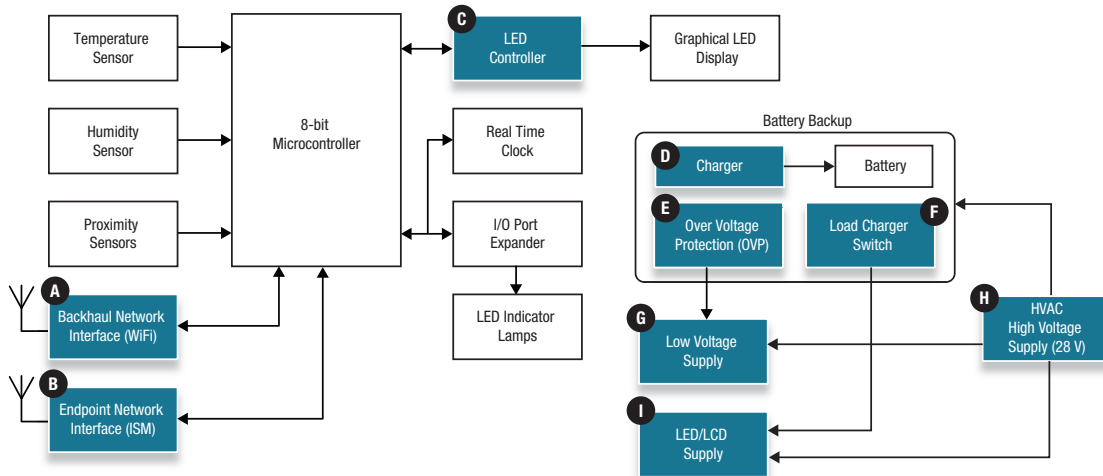 Temperature
Sensor
Humidity
Sensor
Proximity
Sensors
8-bit
Microcontroller
A
Backhaul Network
Interface (WiFi)
B
Endpoint Network
Interface (ISM)
C
LED
Controller
Graphical LED
Display
Real Time
Clock
I/O Port
Expander
LED Indicator
Lamps
Battery Backup
D
Charger
Battery
E
Over Voltage
Protection (OVP)
F
Load Charger
Switch
G
Low Voltage
Supply
H
HVAC
High Voltage
Supply (28 V)
I
LED/LCD
Supply